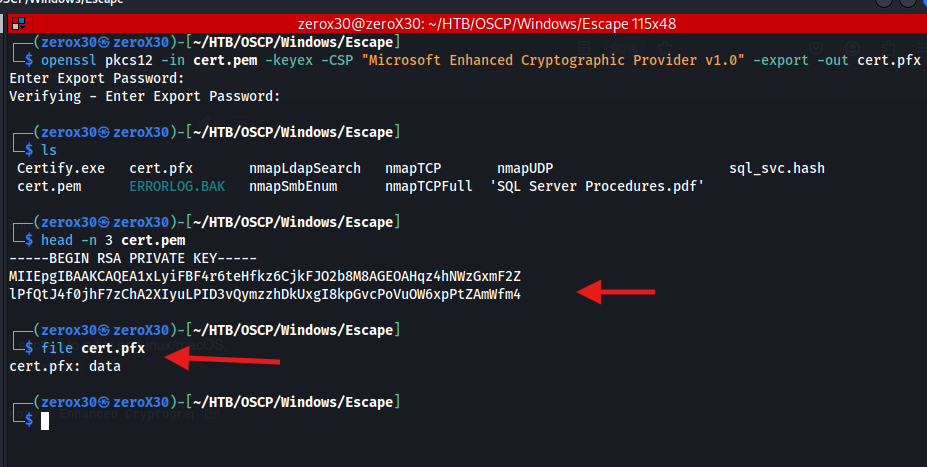 OSCP/Windows/Escape
zerox30@zeroX30: ~/HTB/OSCP/Windows/Escape 115x48
(zerox30㉿zeroX30)-[~/HTB/OSCP/Windows/Escape]
$ openssl pkcs12 -in cert.pem -keyex -CSP "Microsoft Enhanced Cryptographic Provider v1.0" -export -out cert.pfx
Enter Export Password:
Verifying - Enter Export Password:
(zerox30㉿zeroX30)-[~/HTB/OSCP/Windows/Escape]
$ ls
Certify.exe cert.pfx nmapLdapSearch nmapTCP nmapUDP sql_svc.hash
cert.pem ERRORLOG.BAK nmapSmbEnum nmapTCPFull 'SQL Server Procedures.pdf'
(zerox30㉿zeroX30)-[~/HTB/OSCP/Windows/Escape]
$ head -n 3 cert.pem
-----BEGIN RSA PRIVATE KEY-----
MIIEpgIBAAKCAQEA1xLyiFBF4r6teHfkz6CjkFJO2b8M8AGEOAHqz4hNWzGxmF2Z
lPfQtJ4f0jhF7zChA2XIyuLPID3vQymzzhDkUxgI8kpGvcPoVuOW6xpPtZAmWfm4
(zerox30㉿zeroX30)-[~/HTB/OSCP/Windows/Escape]
$ file cert.pfx
cert.pfx: data
(zerox30㉿zeroX30)-[~/HTB/OSCP/Windows/Escape]
$